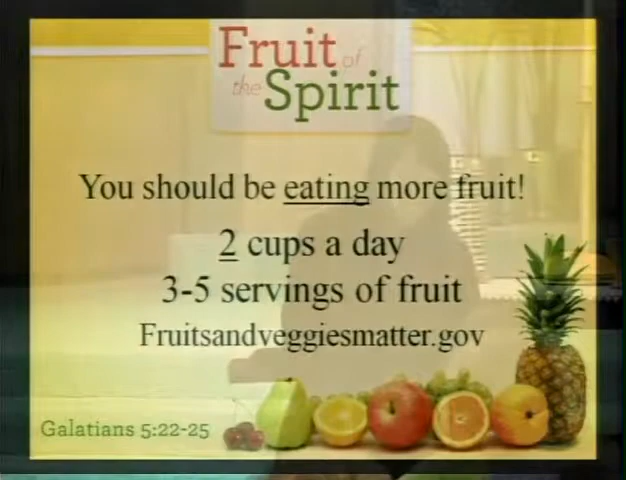 Fruit of
the Spirit
You should be eating more fruit!
2 cups a day
3-5 servings of fruit
Fruitsandveggiesmatter.gov
Galatians 5:22-25